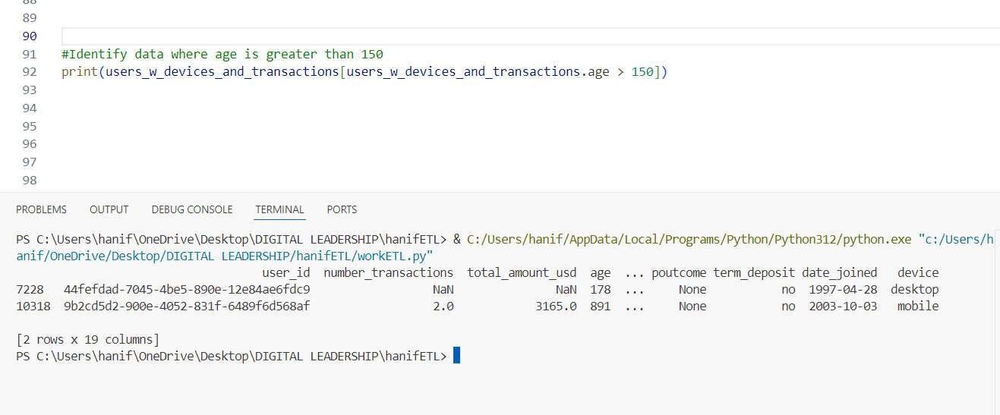 88
89
90
91 #Identify data where age is greater than 150
92 print(users_w_devices_and_transactions[users_w_devices_and_transactions.age > 150])
93
94
95
96
97
98
PROBLEMS OUTPUT DEBUG CONSOLE TERMINAL PORTS
PS C:\Users\hanif\OneDrive\Desktop\DIGITAL LEADERSHIP\hanifETL> & C:/Users/hanif/AppData/Local/Programs/Python/Python312/python.exe "c:/Users/h
anif/OneDrive/Desktop/DIGITAL LEADERSHIP/hanifETL/workETL.py"
user_id number_transactions total_amount_usd age ... poutcome term_deposit date_joined device
7228 44fefdad-7045-4be5-890e-12e84ae6fdc9 NaN NaN 178 ... None no 1997-04-28 desktop
10318 9b2cd5d2-900e-4052-831f-6489f6d568af 2.0 3165.0 891 ... None no 2003-10-03 mobile
[2 rows x 19 columns]
PS C:\Users\hanif\OneDrive\Desktop\DIGITAL LEADERSHIP\hanifETL>